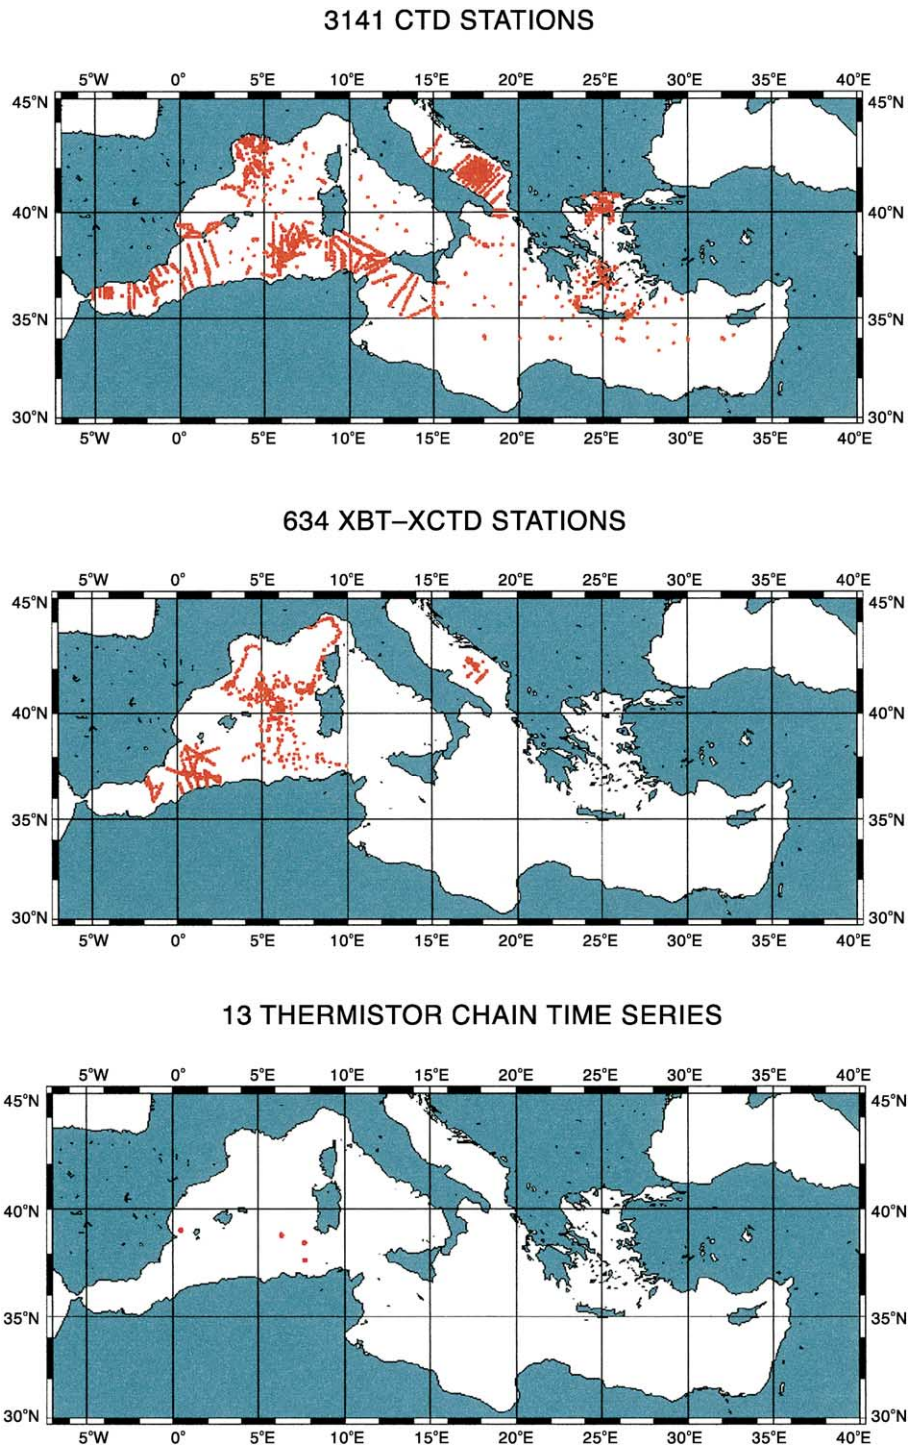 3141 CTD STATIONS
5°W 0° 5°E 10°E 15°E 20°E 25°E 30°E 35°E 40°E
45°N 45°N
40°N 40°N
35°N 35°N
30°N 30°N
5°W 0° 5°E 10°E 15°E 20°E 25°E 30°E 35°E 40°E
634 XBT–XCTD STATIONS
5°W 0° 5°E 10°E 15°E 20°E 25°E 30°E 35°E 40°E
45°N 45°N
40°N 40°N
35°N 35°N
30°N 30°N
5°W 0° 5°E 10°E 15°E 20°E 25°E 30°E 35°E 40°E
13 THERMISTOR CHAIN TIME SERIES
5°W 0° 5°E 10°E 15°E 20°E 25°E 30°E 35°E 40°E
45°N 45°N
40°N 40°N
35°N 35°N
30°N 30°N
5°W 0° 5°E 10°E 15°E 20°E 25°E 30°E 35°E 40°E